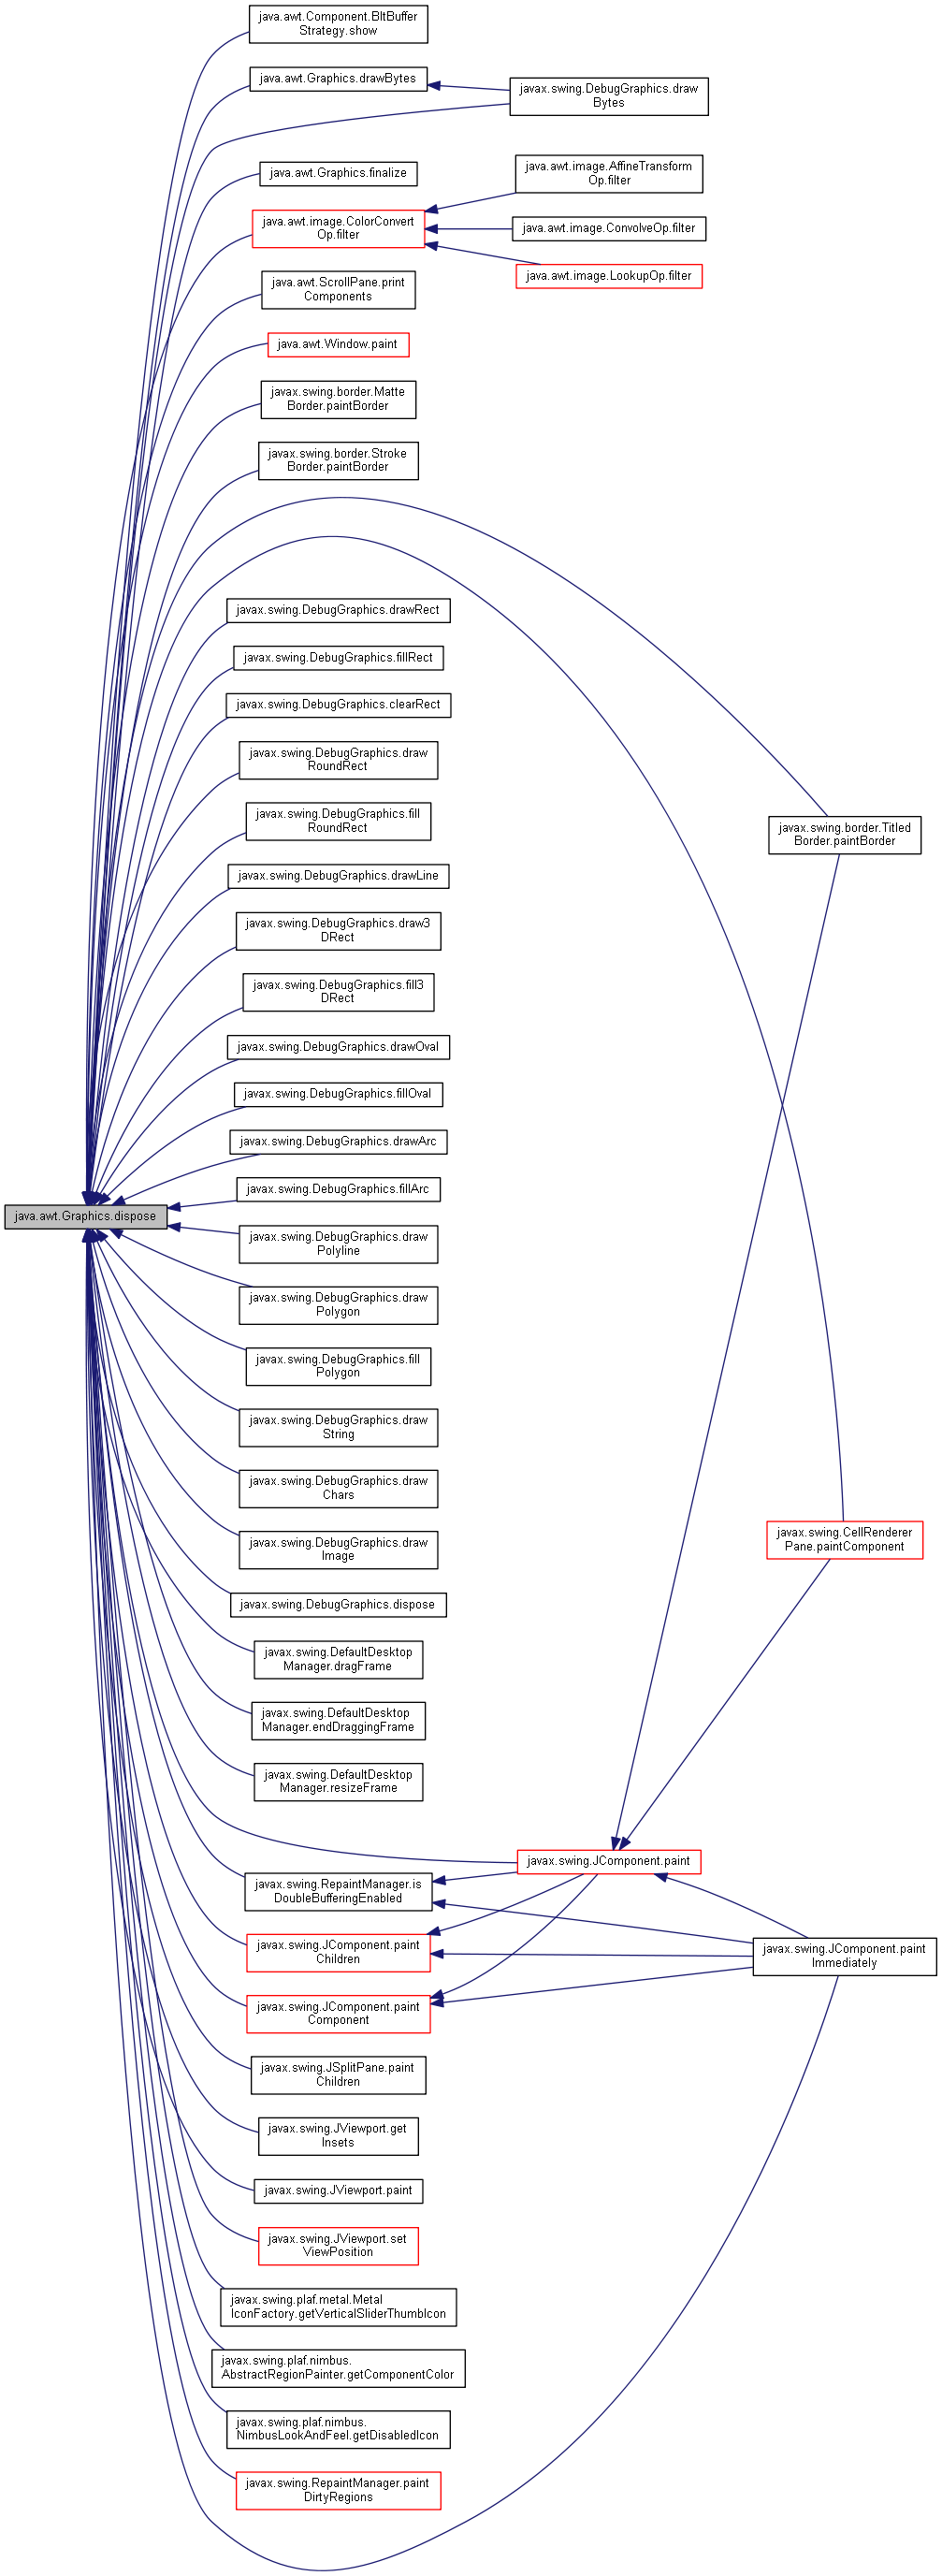 java.awt.Component.BltBuffer
Strategy.show
java.awt.Graphics.drawBytes
javax.swing.DebugGraphics.draw
Bytes
java.awt.Graphics.finalize
java.awt.image.AffineTransform
Op.filter
java.awt.image.ColorConvert
Op.filter
java.awt.image.ConvolveOp.filter
java.awt.image.LookupOp.filter
java.awt.ScrollPane.print
Components
java.awt.Window.paint
javax.swing.border.Matte
Border.paintBorder
javax.swing.border.Stroke
Border.paintBorder
javax.swing.DebugGraphics.drawRect
javax.swing.DebugGraphics.fillRect
javax.swing.DebugGraphics.clearRect
javax.swing.DebugGraphics.draw
RoundRect
javax.swing.DebugGraphics.fill
RoundRect
javax.swing.border.Titled
Border.paintBorder
javax.swing.DebugGraphics.drawLine
javax.swing.DebugGraphics.draw3
DRect
javax.swing.DebugGraphics.fill3
DRect
javax.swing.DebugGraphics.drawOval
javax.swing.DebugGraphics.fillOval
javax.swing.DebugGraphics.drawArc
javax.swing.DebugGraphics.fillArc
java.awt.Graphics.dispose
javax.swing.DebugGraphics.draw
Polyline
javax.swing.DebugGraphics.draw
Polygon
javax.swing.DebugGraphics.fill
Polygon
javax.swing.DebugGraphics.draw
String
javax.swing.DebugGraphics.draw
Chars
javax.swing.DebugGraphics.draw
Image
javax.swing.CellRenderer
Pane.paintComponent
javax.swing.DebugGraphics.dispose
javax.swing.DefaultDesktop
Manager.dragFrame
javax.swing.DefaultDesktop
Manager.endDraggingFrame
javax.swing.DefaultDesktop
Manager.resizeFrame
javax.swing.JComponent.paint
javax.swing.RepaintManager.is
DoubleBufferingEnabled
javax.swing.JComponent.paint
Children
javax.swing.JComponent.paint
Immediately
javax.swing.JComponent.paint
Component
javax.swing.JSplitPane.paint
Children
javax.swing.JViewport.get
Insets
javax.swing.JViewport.paint
javax.swing.JViewport.set
ViewPosition
javax.swing.plaf.metal.Metal
IconFactory.getVerticalSliderThumbIcon
javax.swing.plaf.nimbus.
AbstractRegionPainter.getComponentColor
javax.swing.plaf.nimbus.
NimbusLookAndFeel.getDisabledIcon
javax.swing.RepaintManager.paint
DirtyRegions